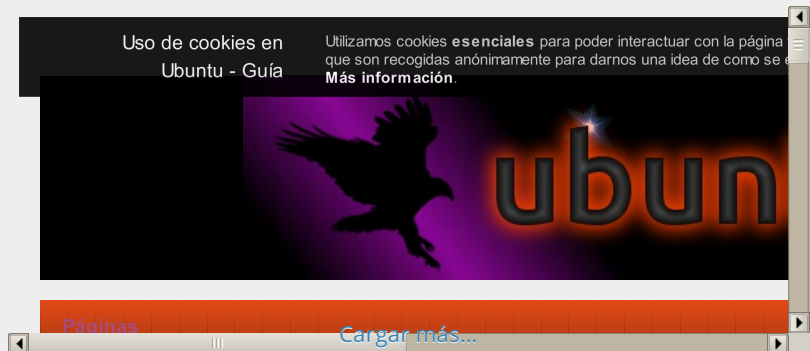 Uso de cookies en
Ubuntu - Guía
Utilizamos cookies esenciales para poder interactuar con la página
que son recogidas anónimamente para darnos una idea de como se
Más información.
ubun
Páginas
Cargar más...